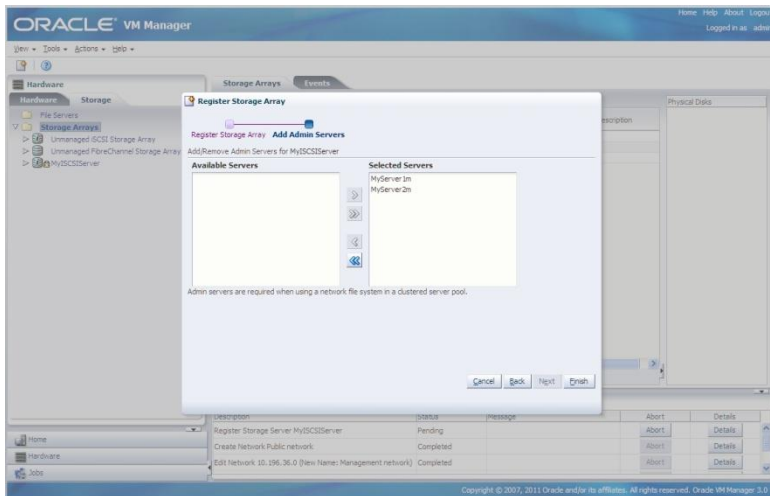 Home Help About Logou
ORACLE VM Manager
Logged in as admi
View Tools Actions Help
Hardware
Storage Arrays Events
Hardware Storage
Register Storage Array
Physical Disks
File Servers
Storage Arrays
Unmanaged iSCSI Storage Array
Unmanaged FibreChannel Storage Array
MyISCSIServer
escription
Register Storage Array Add Admin Servers
Add/Remove Admin Servers for MyISCSIServer
Available Servers Selected Servers
MyServer1m
MyServer2m
Admin servers are required when using a network file system in a clustered server pool.
Cancel Back Next Finish
Description Status Message Abort Details
Register Storage Server MyISCSIServer Pending Abort Details
Create Network Public network Completed Abort Details
Edit Network 10.196.36.0 (New Name: Management network) Completed Abort Details
Home
Hardware
Jobs
Copyright © 2007, 2011 Oracle and/or its affiliates. All rights reserved. Oracle VM Manager 3.0